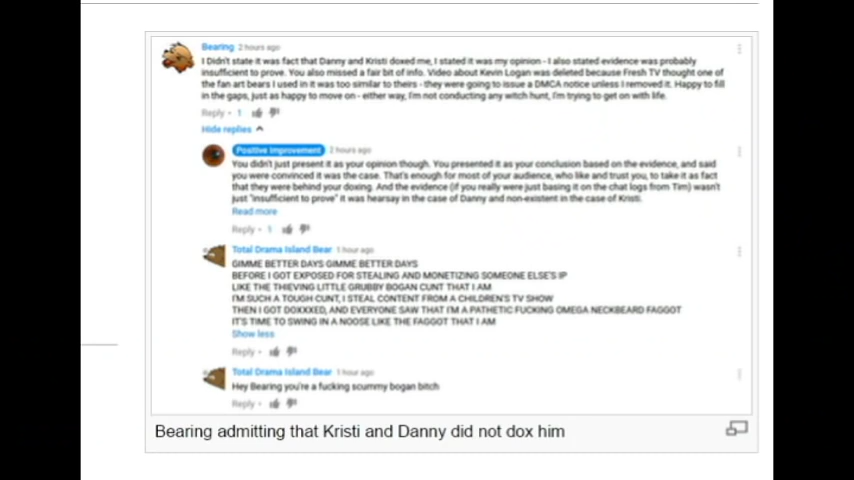 Bearing 2 hours ago
I Didn't state it was fact that Danny and Kristi doxed me, I stated it was my opinion - I also stated evidence was probably
insufficient to prove. You also missed a fair bit of info. Video about Kevin Logan was deleted because Fresh TV thought one of
the fan art bears I used in it was too similar to theirs - they were going to issue a DMCA notice unless I removed it. Happy to fill
in the gaps, just as happy to move on - either way, I'm not conducting any witch hunt, I'm trying to get on with life.
Reply • 1
Hide replies
Positive Improvement 2 hours ago
You didn't just present it as your opinion though. You presented it as your conclusion based on the evidence, and said
you were convinced it was the case. That's enough for most of your audience, who like and trust you, to take it as fact
that they were behind your doxing. And the evidence (if you really were just basing it on the chat logs from Tim) wasn't
just "insufficient to prove" it was hearsay in the case of Danny and non-existent in the case of Kristi.
Read more
Reply • 1
Total Drama Island Bear 1 hour ago
GIMME BETTER DAYS GIMME BETTER DAYS
BEFORE I GOT EXPOSED FOR STEALING AND MONETIZING SOMEONE ELSE'S IP
LIKE THE THIEVING LITTLE GRUBBY BOGAN CUNT THAT I AM
I'M SUCH A TOUGH CUNT, I STEAL CONTENT FROM A CHILDREN'S TV SHOW
THEN I GOT DOXXXED, AND EVERYONE SAW THAT I'M A PATHETIC FUCKING OMEGA NECKBEARD FAGGOT
IT'S TIME TO SWING IN A NOOSE LIKE THE FAGGOT THAT I AM
Show less
Reply •
Total Drama Island Bear 1 hour ago
Hey Bearing you're a fucking scummy bogan bitch
Reply •
Bearing admitting that Kristi and Danny did not dox him